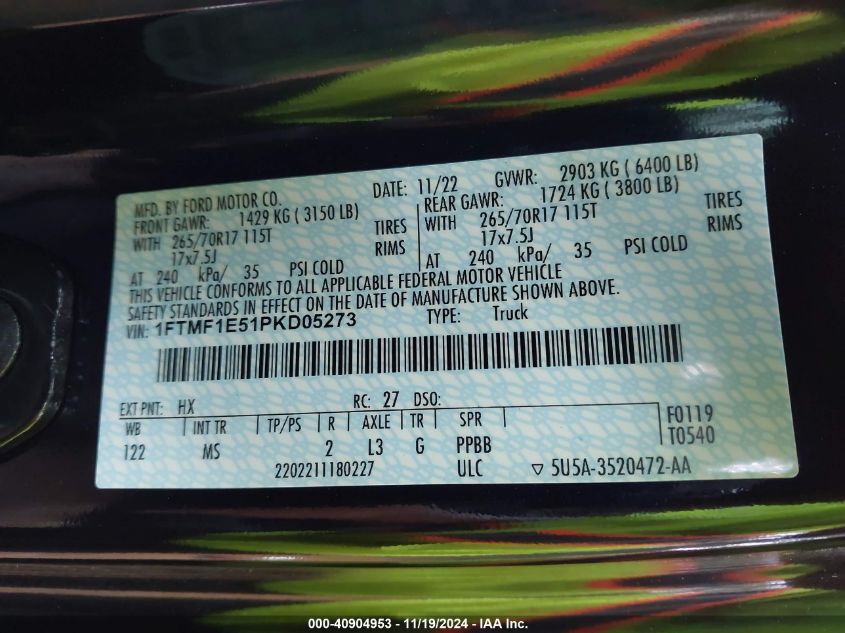 MFD. BY FORD MOTOR CO.
DATE: 11/22 GVWR: 2903 KG ( 6400 LB)
FRONT GAWR: 1429 KG ( 3150 LB)
WITH 265/70R17 115T TIRES
17x7.5J RIMS
AT 240 kPa/ 35 PSI COLD
REAR GAWR: 1724 KG ( 3800 LB)
WITH 265/70R17 115T TIRES
17x7.5J RIMS
AT 240 kPa/ 35 PSI COLD
THIS VEHICLE CONFORMS TO ALL APPLICABLE FEDERAL MOTOR VEHICLE
SAFETY STANDARDS IN EFFECT ON THE DATE OF MANUFACTURE SHOWN ABOVE.
VIN: 1FTMF1E51PKD05273 TYPE: Truck
EXT PNT: HX RC: 27 DSO:
WB INT TR TP/PS R AXLE TR SPR F0119
122 MS 2 L3 G PPBB T0540
2202211180227 ULC ▽ 5U5A-3520472-AA
000-40904953 - 11/19/2024 - IAA Inc.